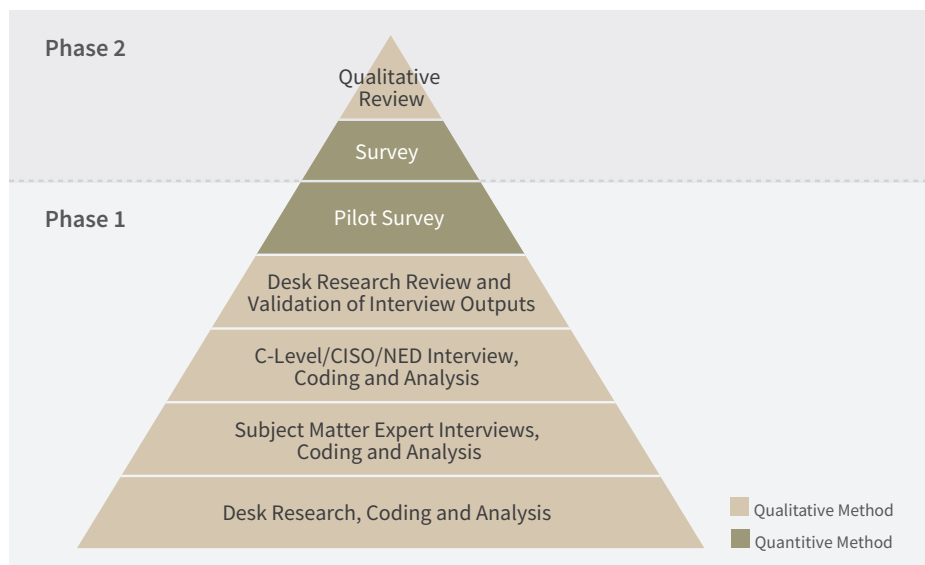 Phase 2
Qualitative
Review
Survey
Phase 1
Pilot Survey
Desk Research Review and
Validation of Interview Outputs
C-Level/CISO/NED Interview,
Coding and Analysis
Subject Matter Expert Interviews,
Coding and Analysis
Desk Research, Coding and Analysis
Qualitative Method
Quantitive Method